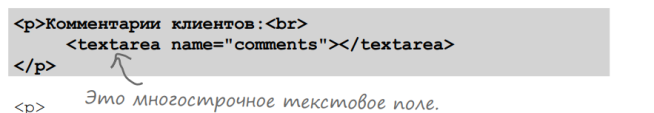 <p>Комментарии клиентов:<br>
<textarea name="comments"></textarea>
</p>
Это многострочное текстовое поле.
<p>